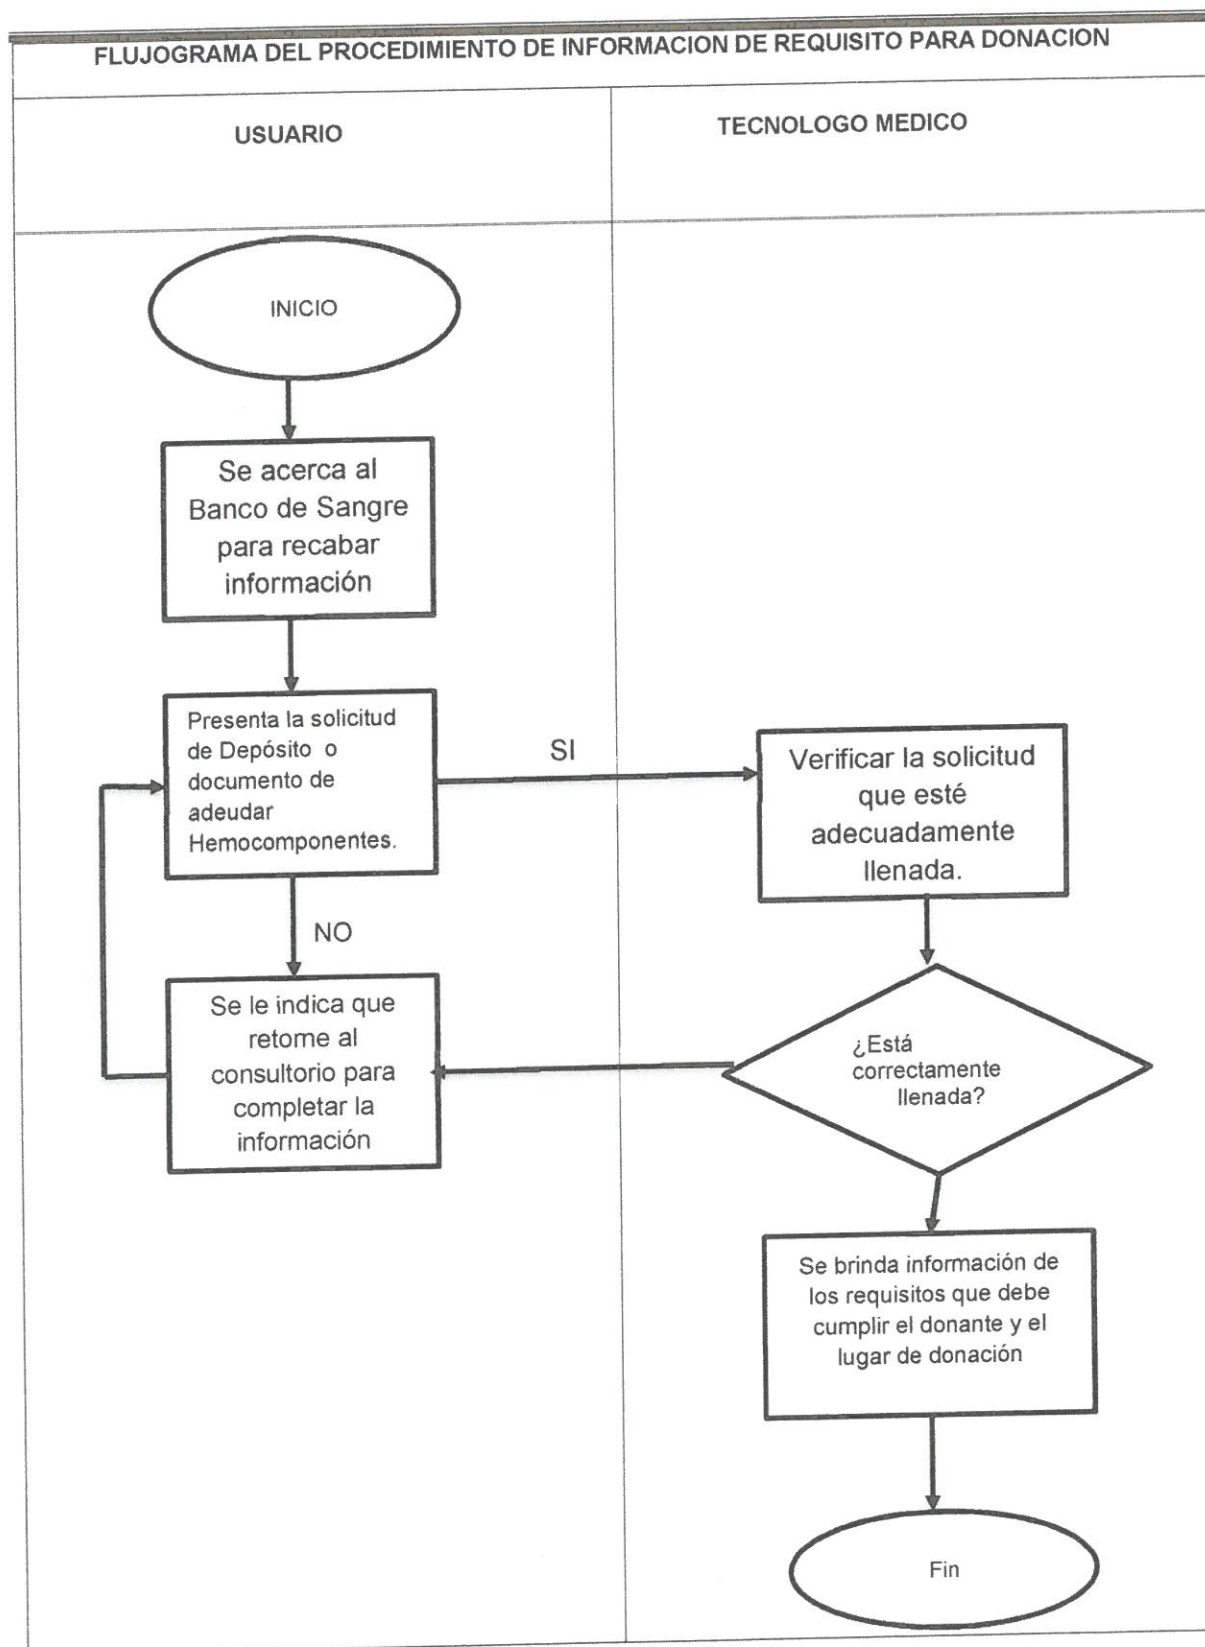 FLUJOGRAMA DEL PROCEDIMIENTO DE INFORMACION DE REQUISITO PARA DONACION
USUARIO
TECNOLOGO MEDICO
INICIO
Se acerca al
Banco de Sangre
para recabar
información
Presenta la solicitud
de Depósito o
documento de
adeudar
Hemocomponentes.
SI
Verificar la solicitud
que esté
adecuadamente
llenada.
NO
Se le indica que
retorne al
consultorio para
completar la
información
¿Está
correctamente
llenada?
Se brinda información de
los requisitos que debe
cumplir el donante y el
lugar de donación
Fin